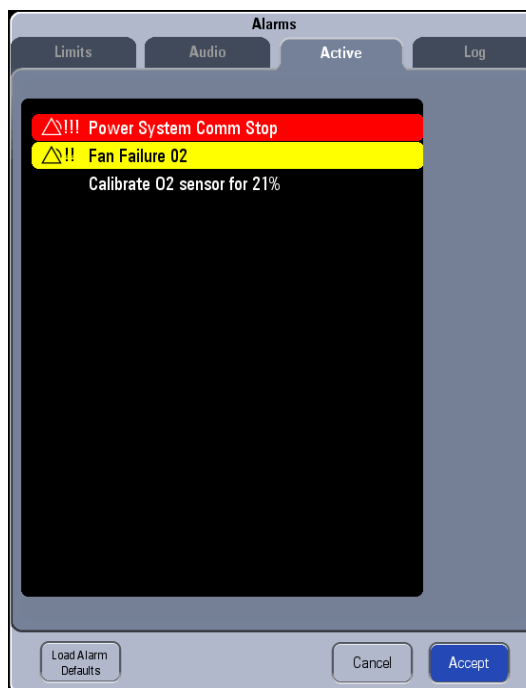 Alarms
Limits Audio Active Log
!!! Power System Comm Stop
!! Fan Failure 02
Calibrate O2 sensor for 21%
Load Alarm
Defaults
Cancel Accept